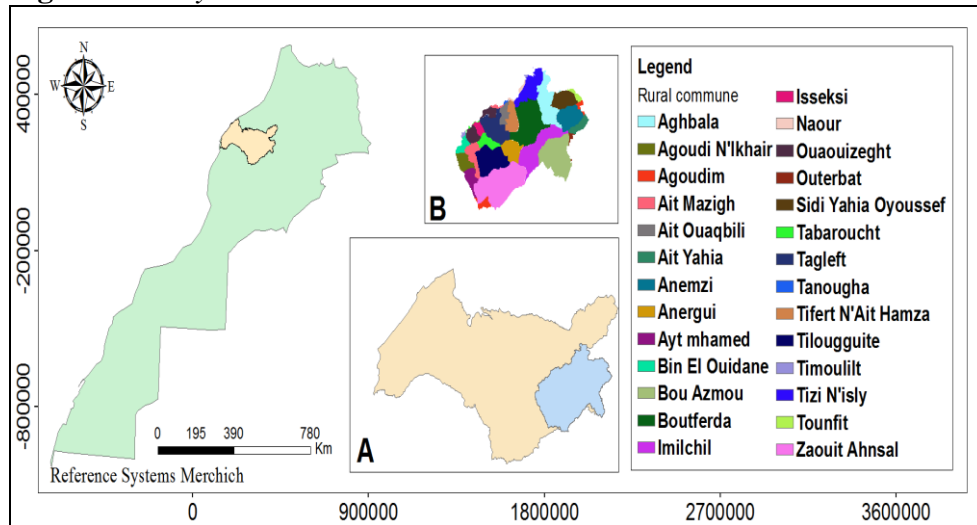 N
W E
S
400000
-200000
-800000
0 195 390 780
Km
Reference Systems Merchich
B
A
Legend
Rural commune
Aghbala
Agoudi N'Ikhair
Agoudim
Ait Mazigh
Ait Ouaqbili
Ait Yahia
Anemzi
Anergui
Ayt mhamed
Bin El Ouidane
Bou Azmou
Boutferda
Imilchil
Isseksi
Naour
Ouaouizeght
Outerbat
Sidi Yahia Oyoussef
Tabaroucht
Tagleft
Tanougha
Tifert N'Ait Hamza
Tilougguite
Timoulilt
Tizi N'isly
Tounfit
Zaouit Ahnsal
0 900000 1800000 2700000 3600000